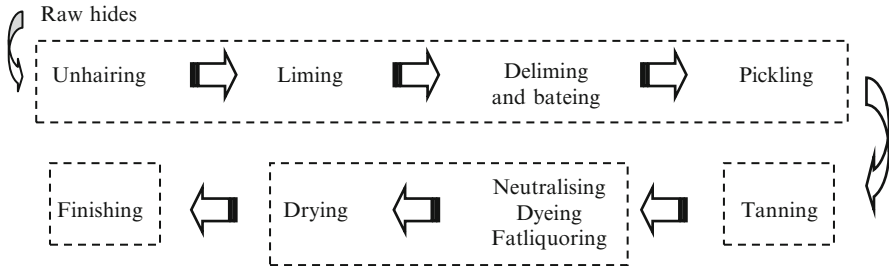 Raw hides
Unhairing
Liming
Deliming
and bateing
Pickling
Tanning
Neutralising
Dyeing
Fatliquoring
Drying
Finishing